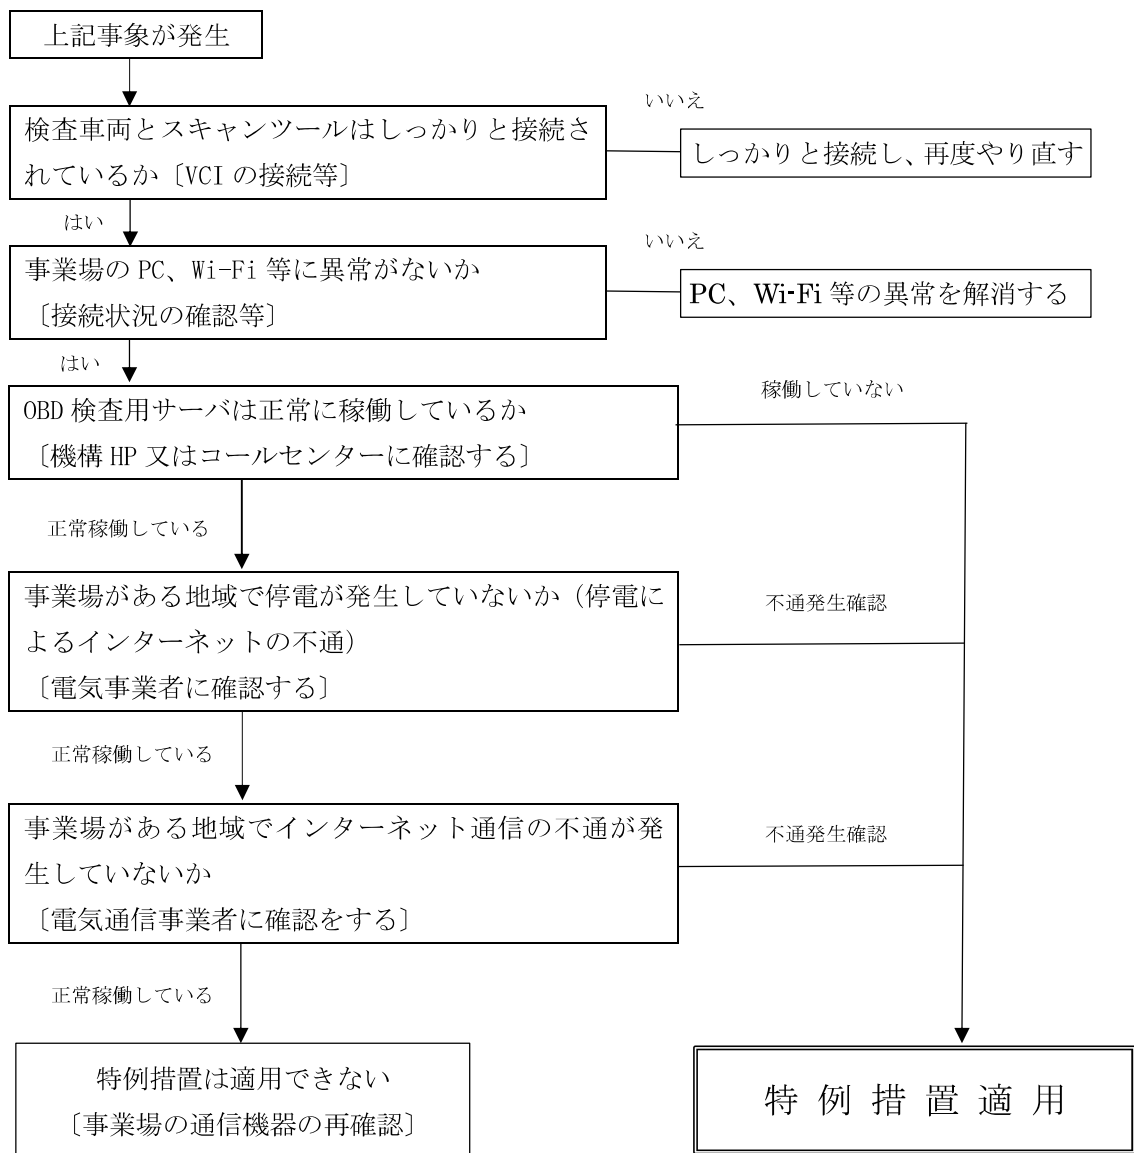 上記事象が発生
検査車両とスキャンツールはしっかりと接続さ
れているか〔VCI の接続等〕
いいえ
しっかりと接続し、再度やり直す
はい
事業場の PC、Wi-Fi 等に異常がないか
〔接続状況の確認等〕
いいえ
PC、Wi-Fi 等の異常を解消する
はい
OBD 検査用サーバは正常に稼働しているか
〔機構 HP 又はコールセンターに確認する〕
稼働していない
正常稼働している
事業場がある地域で停電が発生していないか（停電に
よるインターネットの不通）
〔電気事業者に確認する〕
不通発生確認
正常稼働している
事業場がある地域でインターネット通信の不通が発
生していないか
〔電気通信事業者に確認をする〕
不通発生確認
正常稼働している
特例措置は適用できない
〔事業場の通信機器の再確認〕
特例措置適用